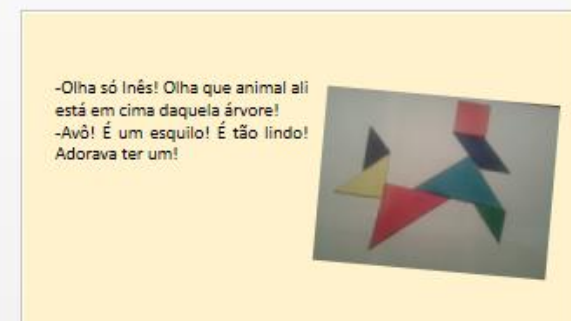 -Olha só Inês! Olha que animal ali
está em cima daquela árvore!
-Avô! É um esquilo! É tão lindo!
Adorava ter um!